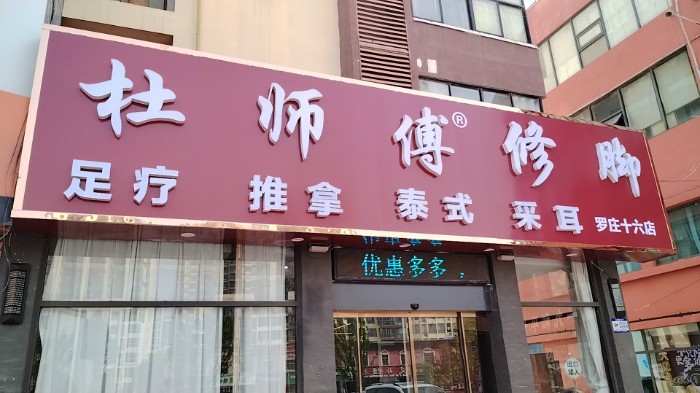 杜师傅®修脚
足疗 推拿 泰式 采耳 罗庄十六店
优惠多多